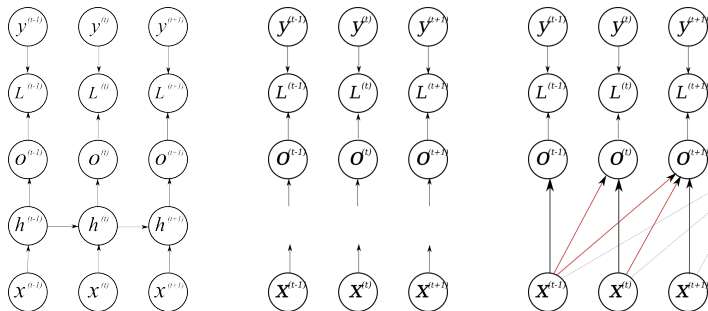 y^(t-1) y^(t) y^(t+1) y^(t-1) y^(t) y^(t+1) y^(t-1) y^(t) y^(t+1)
L^(t-1) L^(t) L^(t+1) L^(t-1) L^(t) L^(t+1) L^(t-1) L^(t) L^(t+1)
o^(t-1) o^(t) o^(t+1) o^(t-1) o^(t) o^(t+1) o^(t-1) o^(t) o^(t+1)
h^(t-1) h^(t) h^(t+1)
x^(t-1) x^(t) x^(t+1) x^(t-1) x^(t) x^(t+1) x^(t-1) x^(t) x^(t+1)